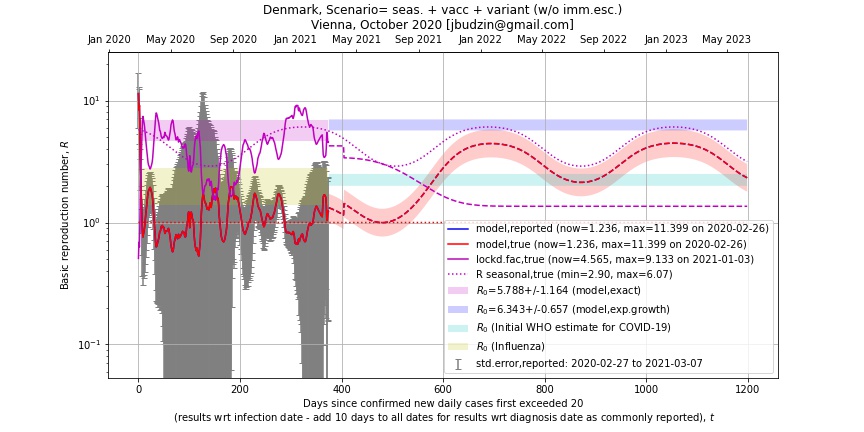 Denmark, Scenario= seas. + vacc + variant (w/o imm.esc.)
Vienna, October 2020 [jbudzin@gmail.com]
Jan 2020 May 2020 Sep 2020 Jan 2021 May 2021 Sep 2021 Jan 2022 May 2022 Sep 2022 Jan 2023 May 2023
Basic reproduction number, R
10¹
10⁰
10⁻¹
model,reported (now=1.236, max=11.399 on 2020-02-26)
model,true (now=1.236, max=11.399 on 2020-02-26)
lockd.fac,true (now=4.565, max=9.133 on 2021-01-03)
R seasonal,true (min=2.90, max=6.07)
R₀=5.788+/-1.164 (model,exact)
R₀=6.343+/-0.657 (model,exp.growth)
R₀ (Initial WHO estimate for COVID-19)
R₀ (Influenza)
std.error,reported: 2020-02-27 to 2021-03-07
0 200 400 600 800 1000 1200
Days since confirmed new daily cases first exceeded 20
(results wrt infection date - add 10 days to all dates for results wrt diagnosis date as commonly reported), t